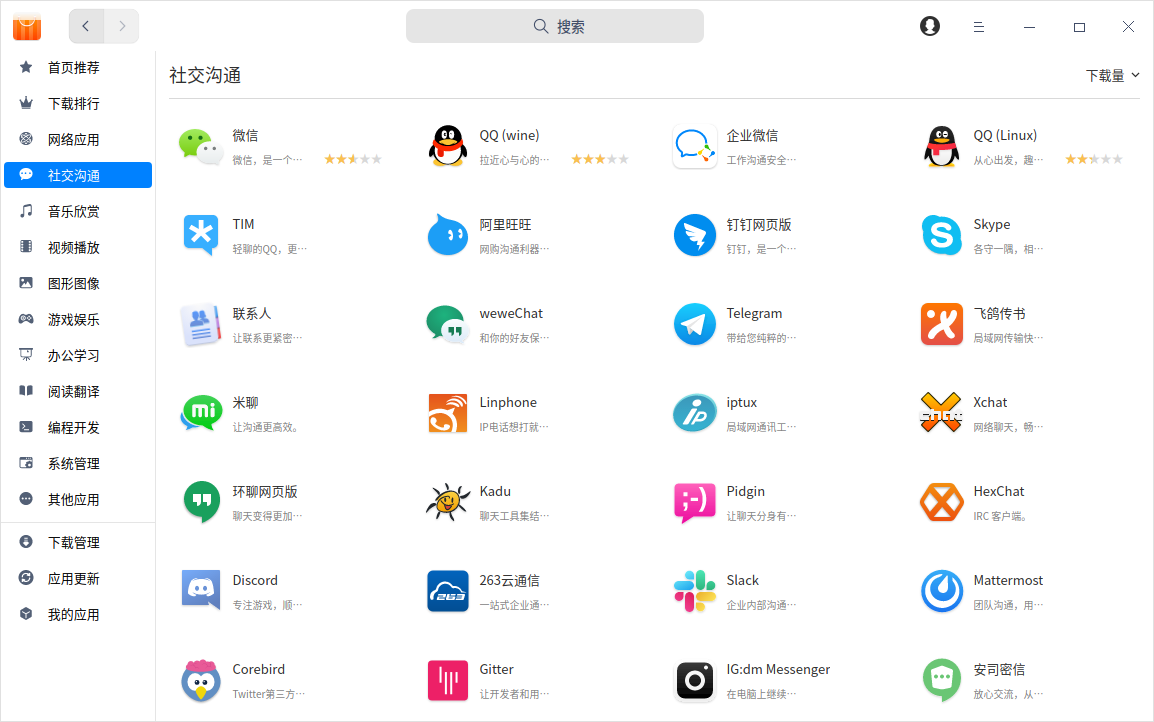 搜索
首页推荐
下载排行
网络应用
社交沟通
音乐欣赏
视频播放
图形图像
游戏娱乐
办公学习
阅读翻译
编程开发
系统管理
其他应用
下载管理
应用更新
我的应用
社交沟通
下载量
微信
微信，是一个…
QQ (wine)
拉近心与心的…
企业微信
工作沟通安全…
QQ (Linux)
从心出发，趣…
TIM
轻聊的QQ，更…
阿里旺旺
网购沟通利器…
钉钉网页版
钉钉，是一个…
Skype
各守一隅，相…
联系人
让联系更紧密…
weweChat
和你的好友保…
Telegram
带给您纯粹的…
飞鸽传书
局域网传输快…
米聊
让沟通更高效。
Linphone
IP电话想打就…
iptux
局域网通讯工…
Xchat
网络聊天，畅…
环聊网页版
聊天变得更加…
Kadu
聊天工具集结…
Pidgin
让聊天分身有…
HexChat
IRC 客户端。
Discord
专注游戏，顺…
263云通信
一站式企业通…
Slack
企业内部沟通…
Mattermost
团队沟通，用…
Corebird
Twitter第三方…
Gitter
让开发者和用…
IG:dm Messenger
在电脑上继续…
安司密信
放心交流，从…